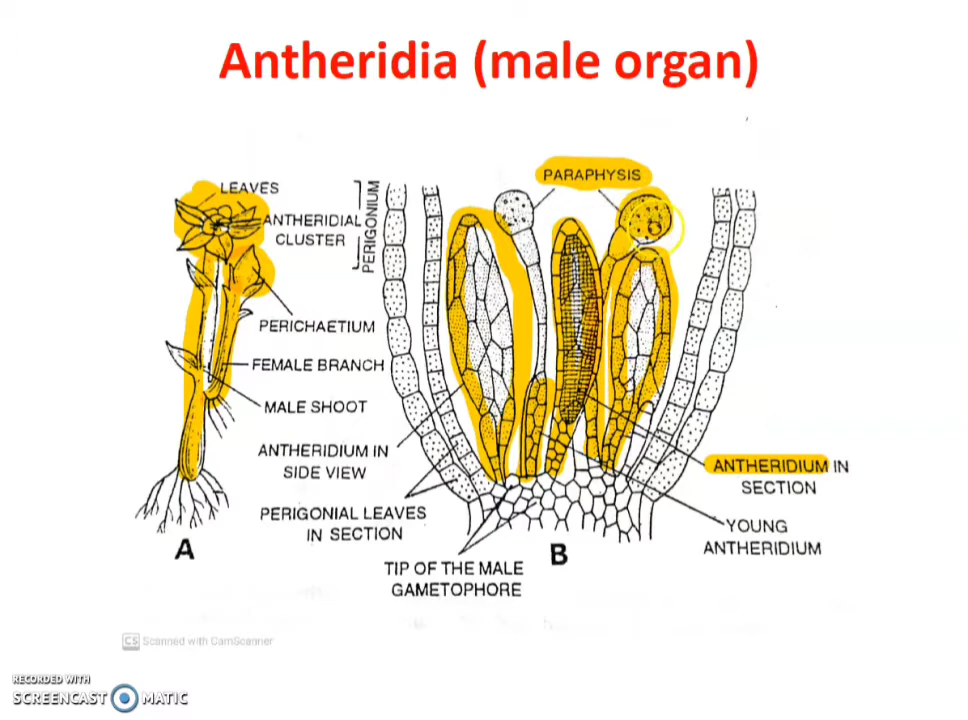 Antheridia (male organ)
LEAVES
ANTHERIDIAL
CLUSTER
PERIGONIUM
PARAPHYSIS
PERICHAETIUM
FEMALE BRANCH
MALE SHOOT
ANTHERIDIUM IN
SIDE VIEW
PERIGONIAL LEAVES
IN SECTION
TIP OF THE MALE
GAMETOPHORE
ANTHERIDIUM IN
SECTION
YOUNG
ANTHERIDIUM
A
B
CS Scanned with CamScanner
RECORDED WITH
SCREENCAST MATIC